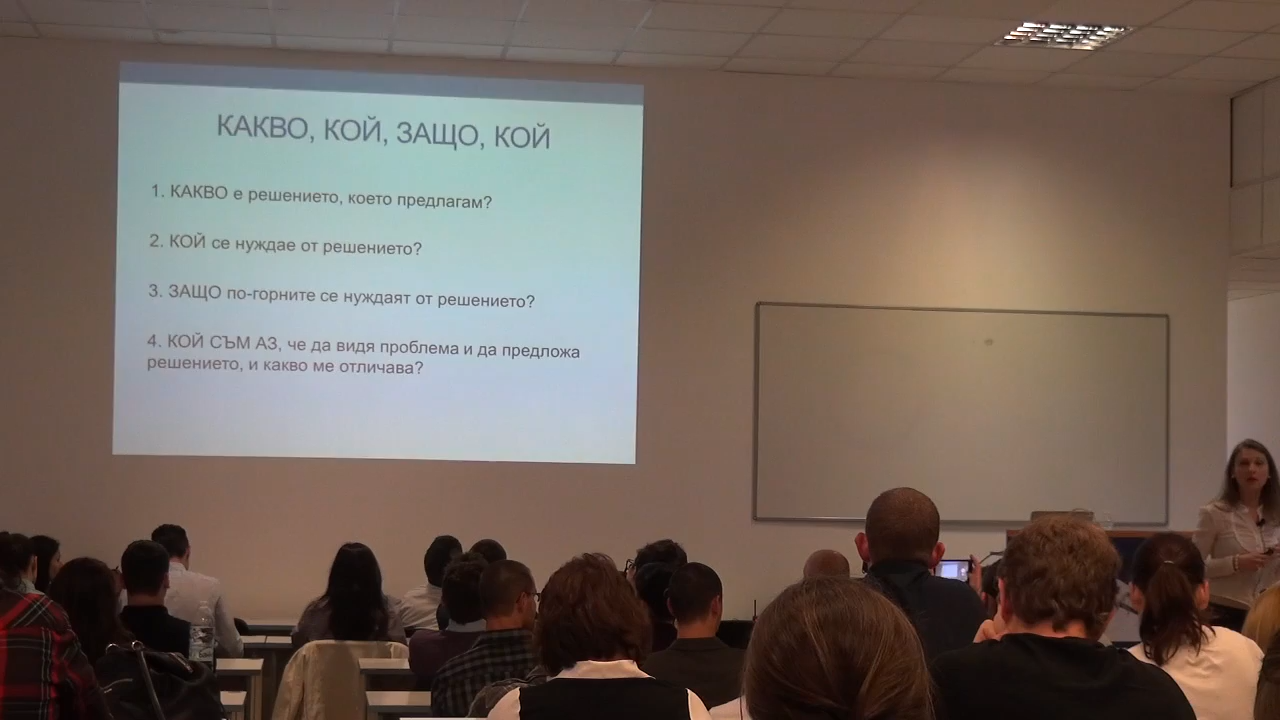 КАКВО, КОЙ, ЗАЩО, КОЙ
1. КАКВО е решението, което предлагам?
2. КОЙ се нуждае от решението?
3. ЗАЩО по-горните се нуждаят от решението?
4. КОЙ СЪМ АЗ, че да видя проблема и да предложа
решението, и какво ме отличава?